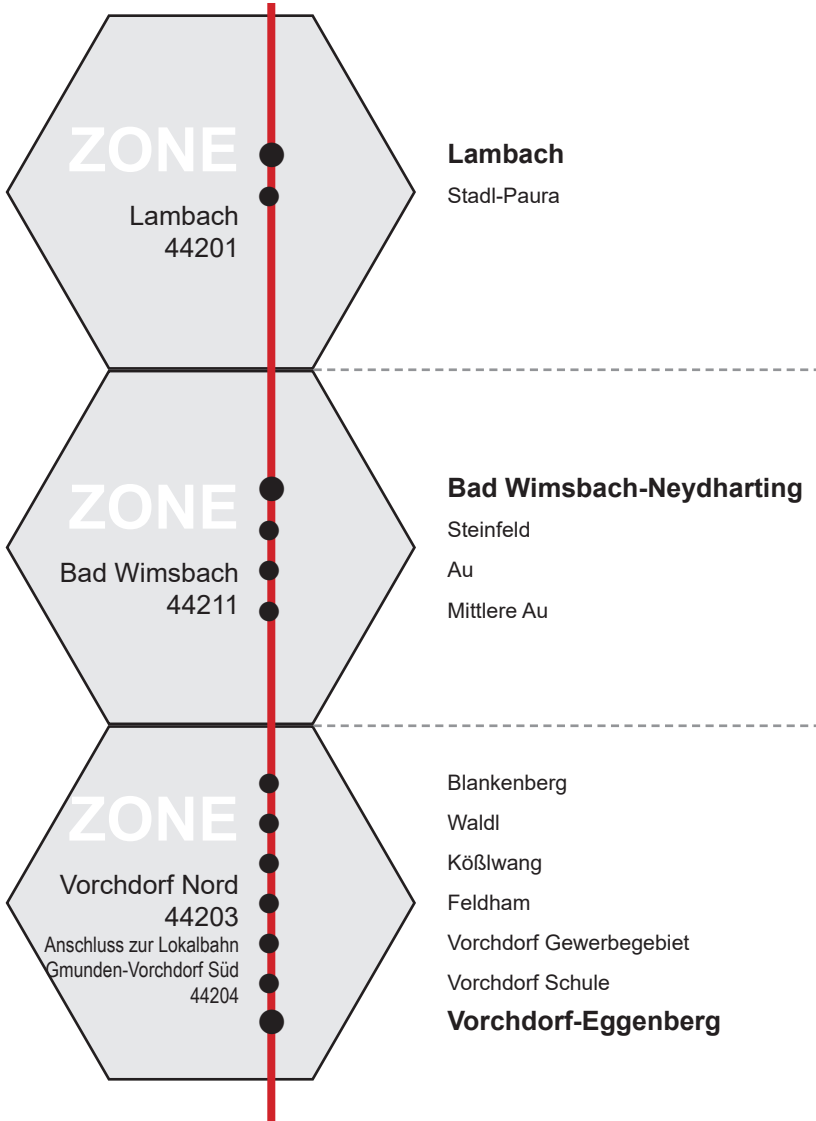 ZONE
Lambach
44201
Lambach
Stadl-Paura
ZONE
Bad Wimsbach
44211
Bad Wimsbach-Neydharting
Steinfeld
Au
Mittlere Au
ZONE
Vorchdorf Nord
44203
Anschluss zur Lokalbahn
Gmunden-Vorchdorf Süd
44204
Blankenberg
Waldl
Kößlwang
Feldham
Vorchdorf Gewerbegebiet
Vorchdorf Schule
Vorchdorf-Eggenberg